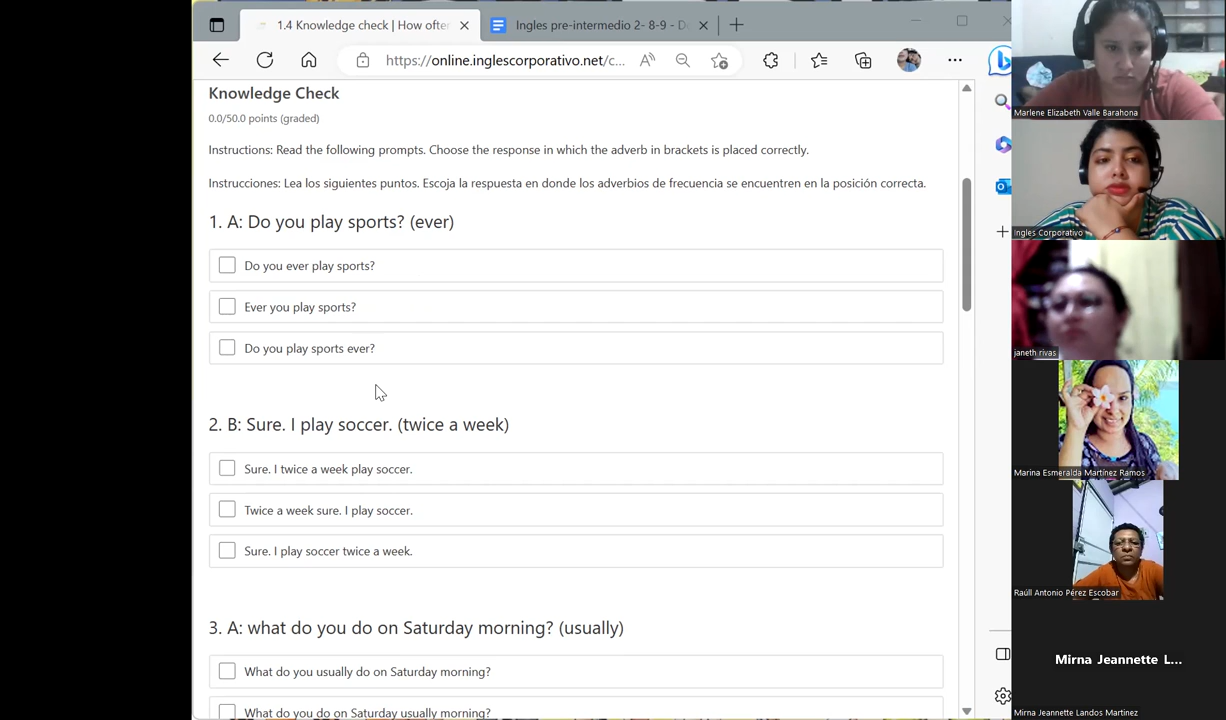 1.4 Knowledge check | How ofte
Ingles pre-intermedio 2- 8-9 - D
https://online.inglescorporativo.net/c...
Knowledge Check
0.0/50.0 points (graded)
Instructions: Read the following prompts. Choose the response in which the adverb in brackets is placed correctly.
Instrucciones: Lea los siguientes puntos. Escoja la respuesta en donde los adverbios de frecuencia se encuentren en la posición correcta.
1. A: Do you play sports? (ever)
Do you ever play sports?
Ever you play sports?
Do you play sports ever?
2. B: Sure. I play soccer. (twice a week)
Sure. I twice a week play soccer.
Twice a week sure. I play soccer.
Sure. I play soccer twice a week.
3. A: what do you do on Saturday morning? (usually)
What do you usually do on Saturday morning?
What do you do on Saturday usually morning?
Marlene Elizabeth Valle Barahona
Ingles Corporativo
janeth rivas
Marina Esmeralda Martínez Ramos
Raúll Antonio Pérez Escobar
Mirna Jeannette L...
Mirna Jeannette Landos Martinez